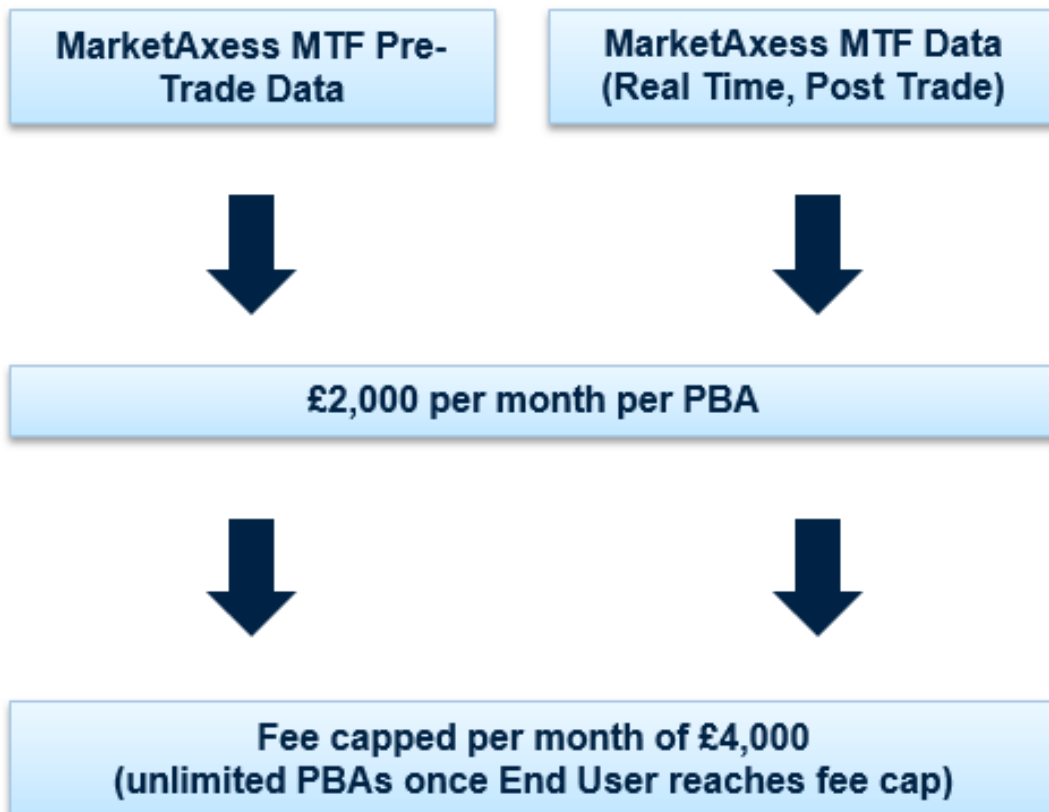 MarketAxess MTF Pre-
Trade Data
MarketAxess MTF Data
(Real Time, Post Trade)
£2,000 per month per PBA
Fee capped per month of £4,000
(unlimited PBAs once End User reaches fee cap)